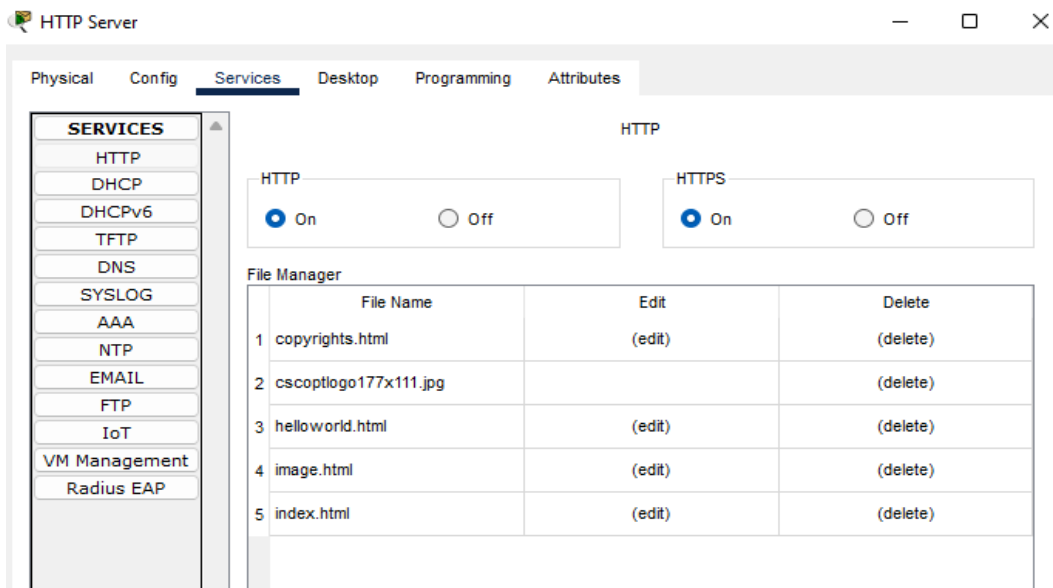 HTTP Server
Physical Config Services Desktop Programming Attributes
SERVICES
HTTP
DHCP
DHCPv6
TFTP
DNS
SYSLOG
AAA
NTP
EMAIL
FTP
IoT
VM Management
Radius EAP
HTTP
HTTP
On Off
HTTPS
On Off
File Manager
File Name Edit Delete
1 copyrights.html (edit) (delete)
2 cscoptlogo177x111.jpg (delete)
3 helloworld.html (edit) (delete)
4 image.html (edit) (delete)
5 index.html (edit) (delete)